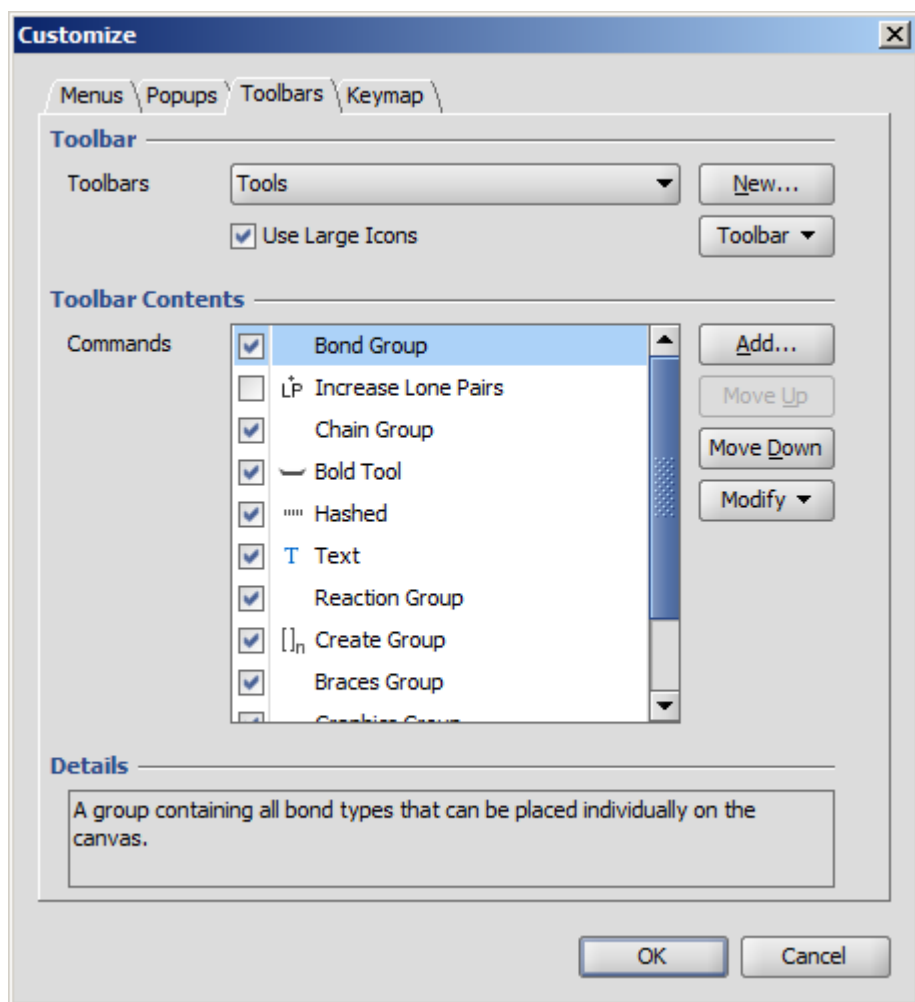 Customize
Menus Popups Toolbars Keymap
Toolbar
Toolbars Tools New...
Use Large Icons Toolbar
Toolbar Contents
Commands Bond Group Add...
LP Increase Lone Pairs Move Up
Chain Group
Bold Tool Move Down
Hashed Modify
T Text
Reaction Group
[]n Create Group
Braces Group
Graphics Group
Details
A group containing all bond types that can be placed individually on the
canvas.
OK Cancel